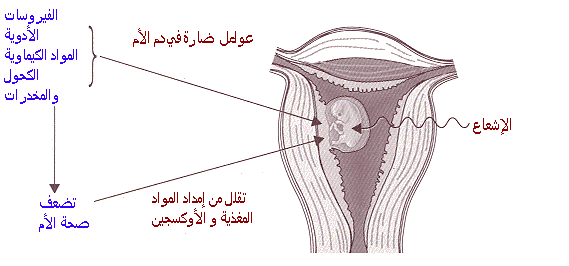 الفيروسات
الأدوية
المواد الكيماوية
الكحول
والمخدرات
عوامل ضارة في دم الأم
الإشعاع
تضعف
صحة الأم
تقلل من إمداد المواد
المغذية و الأوكسجين